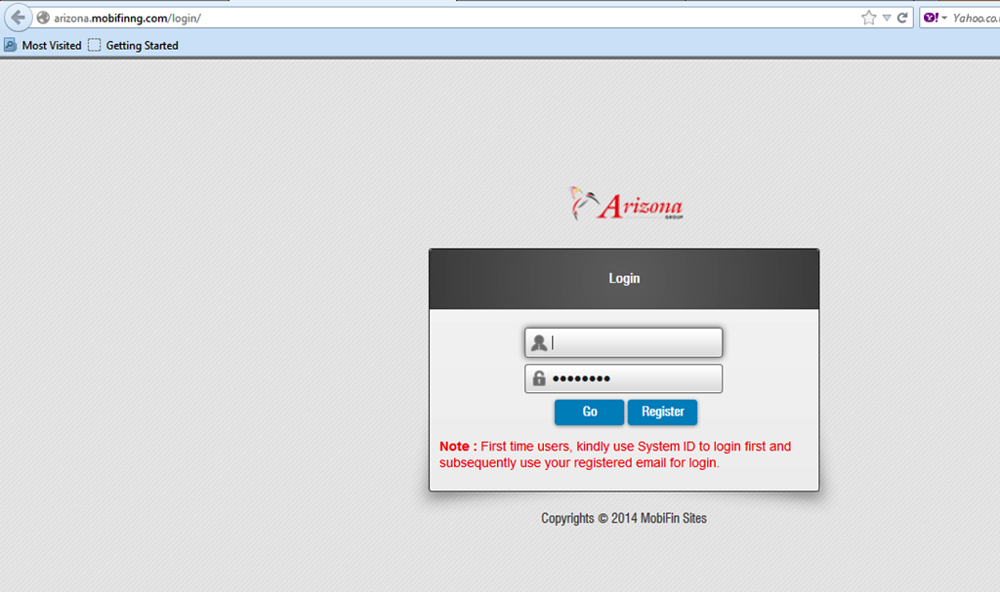 arizona.mobifinng.com/login/
Yahoo.co.
Most Visited
Getting Started
Arizona
GROUP
Login
••••••••
Go
Register
Note : First time users, kindly use System ID to login first and
subsequently use your registered email for login.
Copyrights © 2014 MobiFin Sites